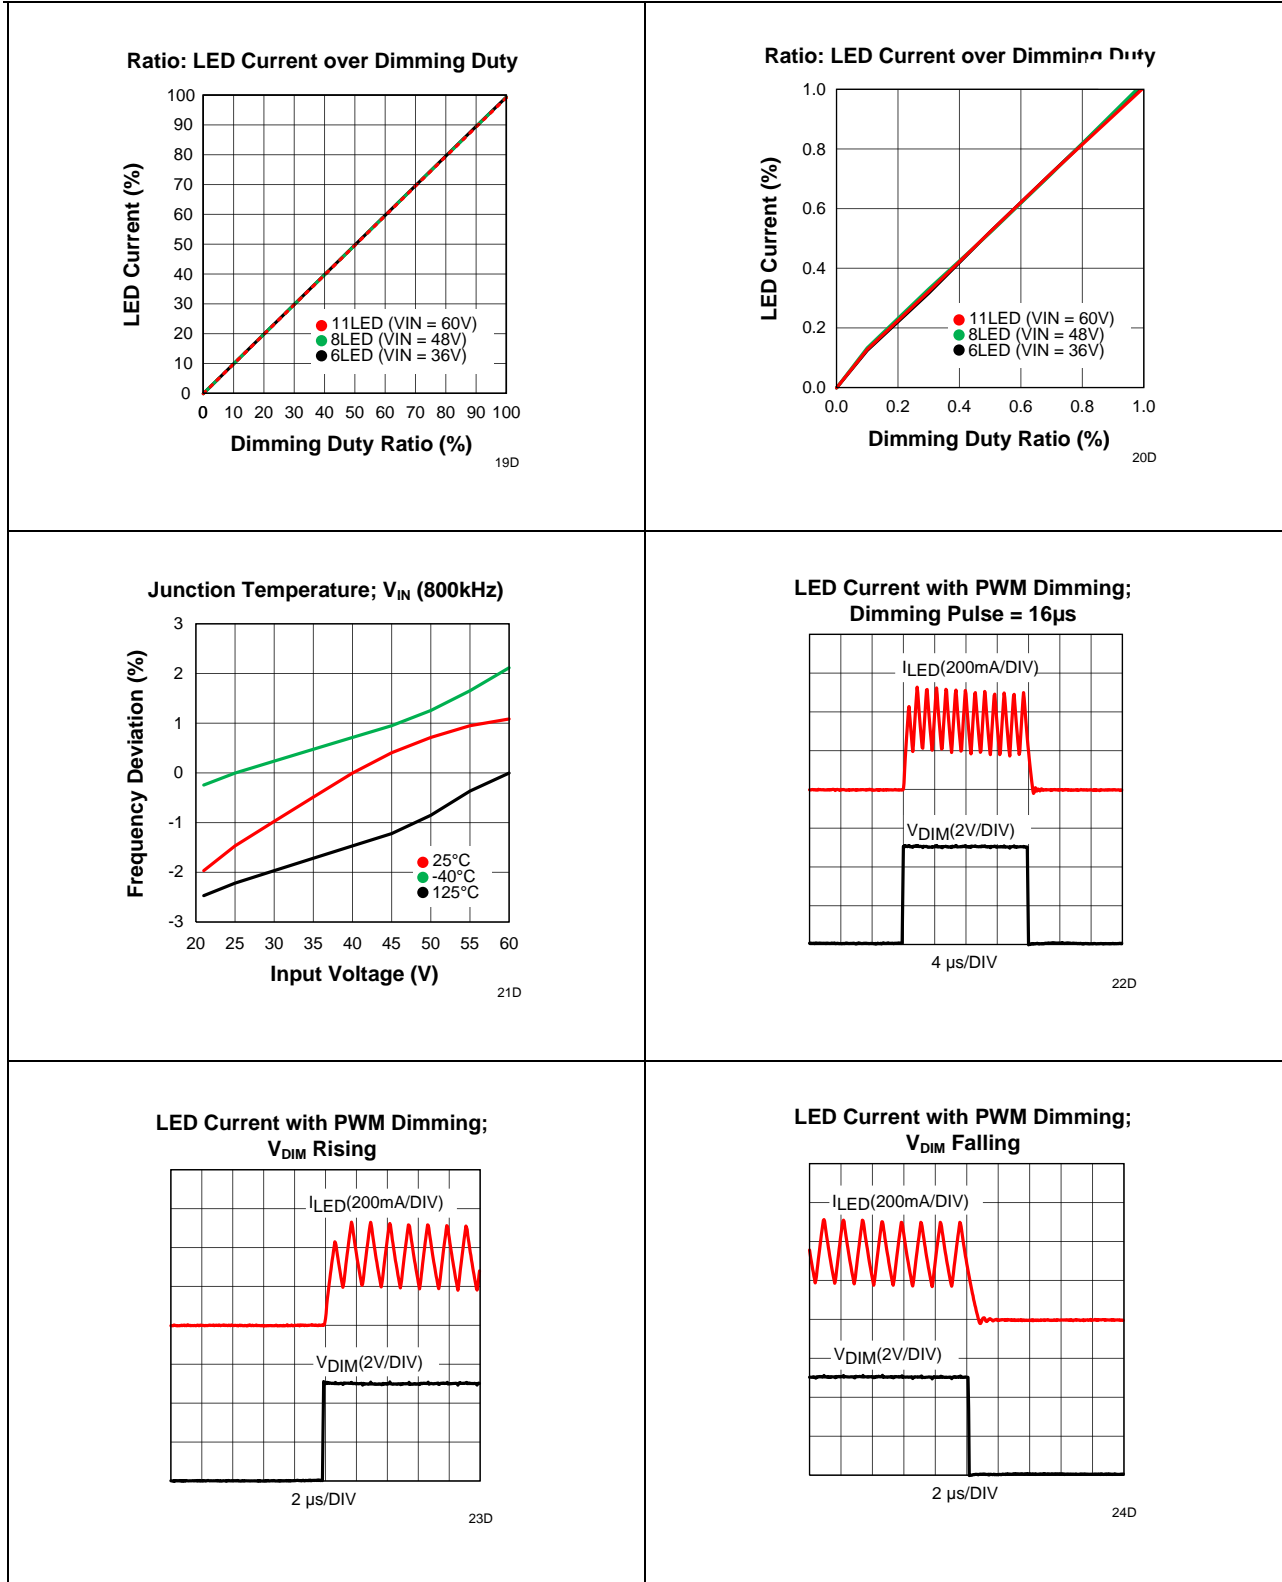 Ratio: LED Current over Dimming Duty
LED Current (%)
100
90
80
70
60
50
40
30
20
10
0
11LED (VIN = 60V)
8LED (VIN = 48V)
6LED (VIN = 36V)
0 10 20 30 40 50 60 70 80 90 100
Dimming Duty Ratio (%)
19D
Ratio: LED Current over Dimming Duty
LED Current (%)
1.0
0.8
0.6
0.4
0.2
0.0
11LED (VIN = 60V)
8LED (VIN = 48V)
6LED (VIN = 36V)
0.0 0.2 0.4 0.6 0.8 1.0
Dimming Duty Ratio (%)
20D
Junction Temperature; VIN (800kHz)
Frequency Deviation (%)
3
2
1
0
-1
-2
-3
25°C
-40°C
125°C
20 25 30 35 40 45 50 55 60
Input Voltage (V)
21D
LED Current with PWM Dimming;
Dimming Pulse = 16µs
ILED(200mA/DIV)
VDIM(2V/DIV)
4 µs/DIV
22D
LED Current with PWM Dimming;
VDIM Rising
ILED(200mA/DIV)
VDIM(2V/DIV)
2 µs/DIV
23D
LED Current with PWM Dimming;
VDIM Falling
ILED(200mA/DIV)
VDIM(2V/DIV)
2 µs/DIV
24D